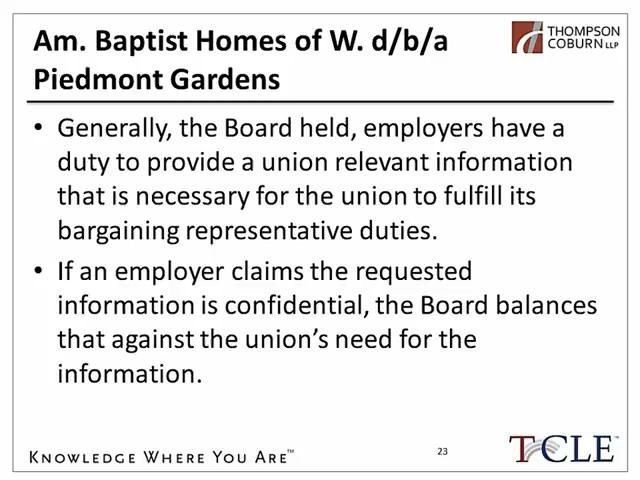 Am. Baptist Homes of W. d/b/a
Piedmont Gardens
THOMPSON
COBURN LLP
• Generally, the Board held, employers have a
duty to provide a union relevant information
that is necessary for the union to fulfill its
bargaining representative duties.
• If an employer claims the requested
information is confidential, the Board balances
that against the union’s need for the
information.
KNOWLEDGE WHERE YOU ARE™
23
TCLE